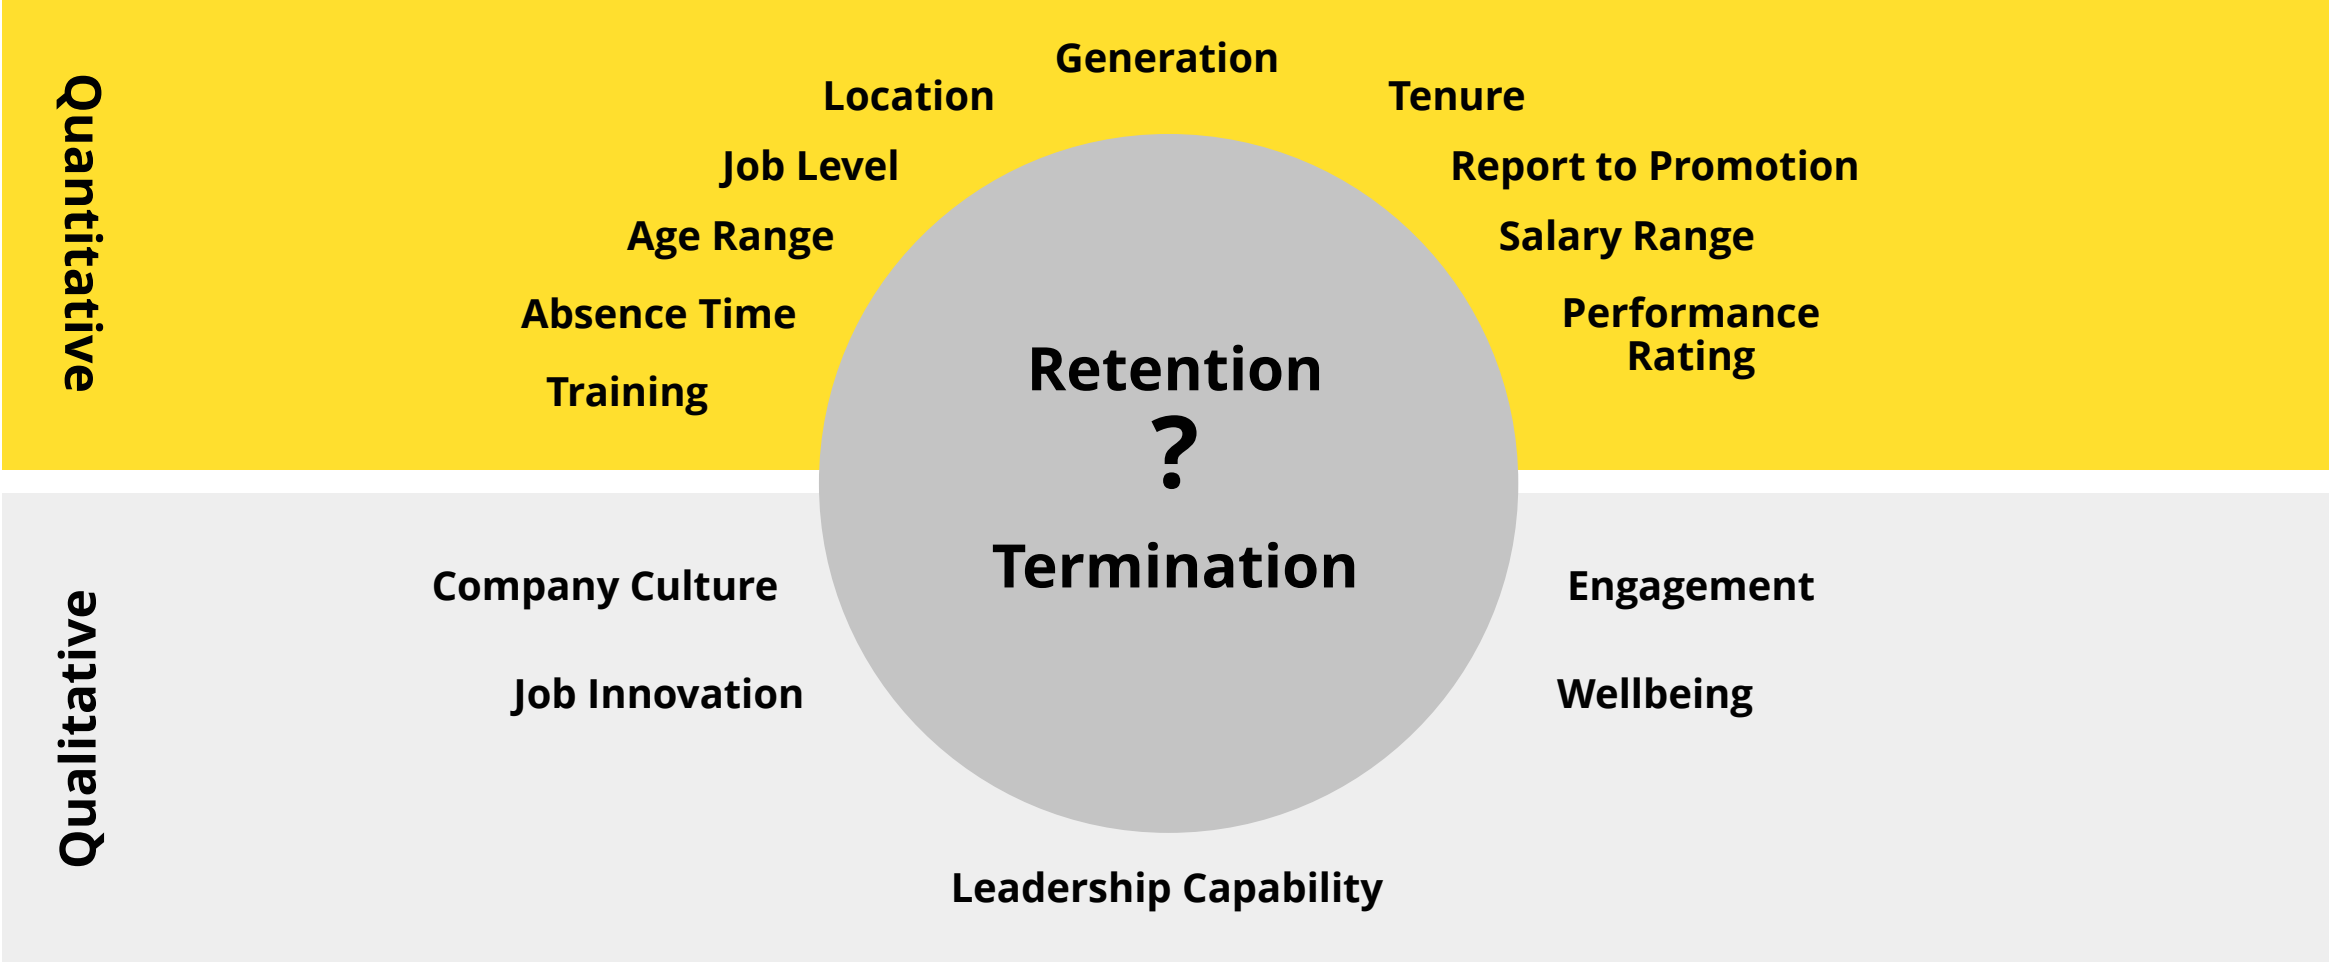 Quantitative
Generation
Location
Tenure
Job Level
Report to Promotion
Age Range
Salary Range
Absence Time
Performance
Rating
Training
Retention
?
Termination
Qualitative
Company Culture
Engagement
Job Innovation
Wellbeing
Leadership Capability